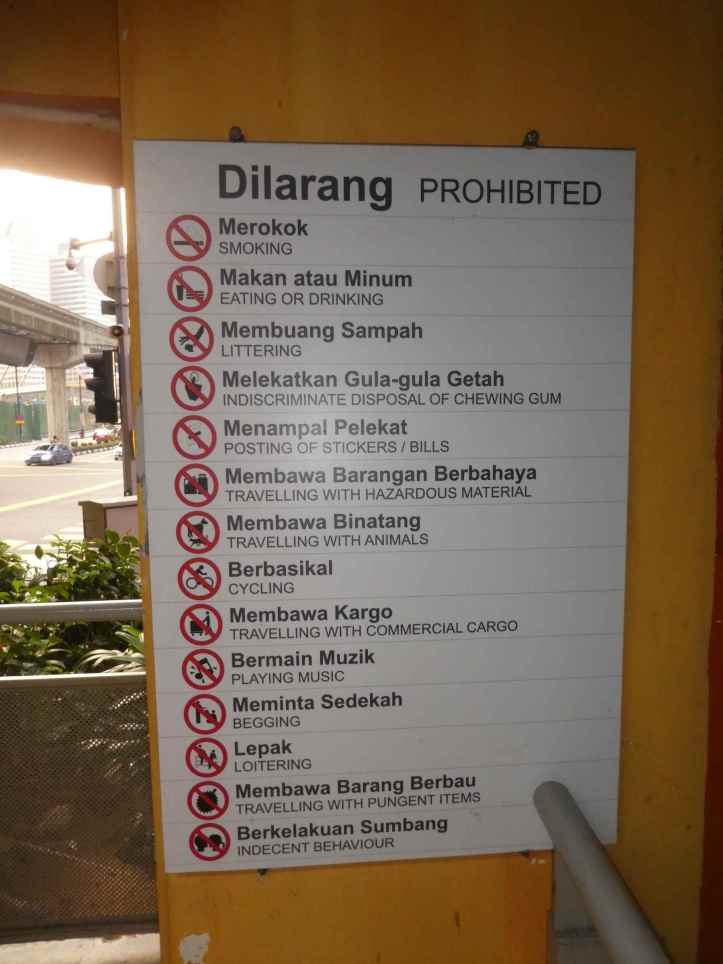 Dilarang PROHIBITED
Merokok
SMOKING
Makan atau Minum
EATING OR DRINKING
Membuang Sampah
LITTERING
Melekatkan Gula-gula Getah
INDISCRIMINATE DISPOSAL OF CHEWING GUM
Menampal Pelekat
POSTING OF STICKERS / BILLS
Membawa Barangan Berbahaya
TRAVELLING WITH HAZARDOUS MATERIAL
Membawa Binatang
TRAVELLING WITH ANIMALS
Berbasikal
CYCLING
Membawa Kargo
TRAVELLING WITH COMMERCIAL CARGO
Bermain Muzik
PLAYING MUSIC
Meminta Sedekah
BEGGING
Lepak
LOITERING
Membawa Barang Berbau
TRAVELLING WITH PUNGENT ITEMS
Berkelakuan Sumbang
INDECENT BEHAVIOUR